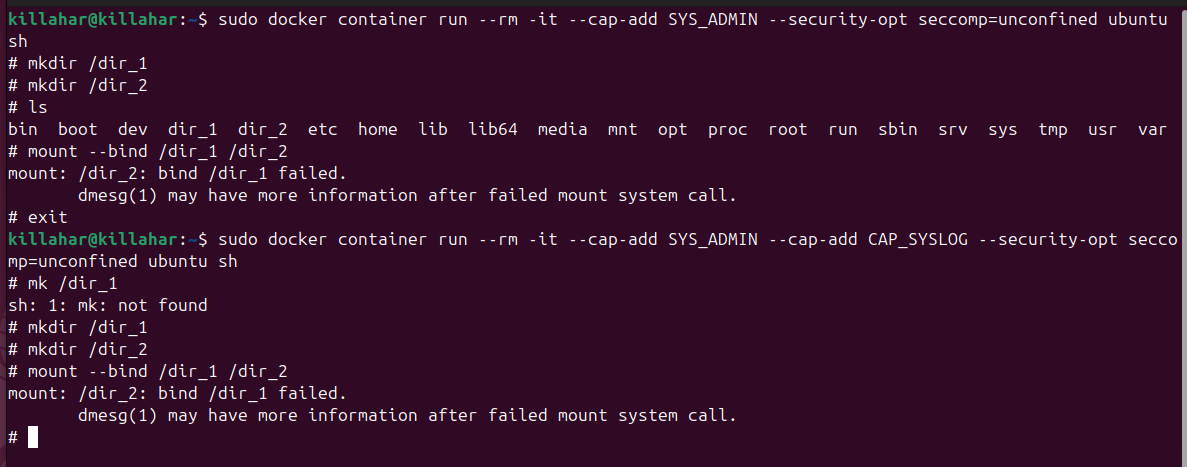 killahar@killahar:~$ sudo docker container run --rm -it --cap-add SYS_ADMIN --security-opt seccomp=unconfined ubuntu
sh
# mkdir /dir_1
# mkdir /dir_2
# ls
bin  boot  dev  dir_1  dir_2  etc  home  lib  lib64  media  mnt  opt  proc  root  run  sbin  srv  sys  tmp  usr  var
# mount --bind /dir_1 /dir_2
mount: /dir_2: bind /dir_1 failed.
       dmesg(1) may have more information after failed mount system call.
# exit
killahar@killahar:~$ sudo docker container run --rm -it --cap-add SYS_ADMIN --cap-add CAP_SYSLOG --security-opt secco
mp=unconfined ubuntu sh
# mk /dir_1
sh: 1: mk: not found
# mkdir /dir_1
# mkdir /dir_2
# mount --bind /dir_1 /dir_2
mount: /dir_2: bind /dir_1 failed.
       dmesg(1) may have more information after failed mount system call.
#